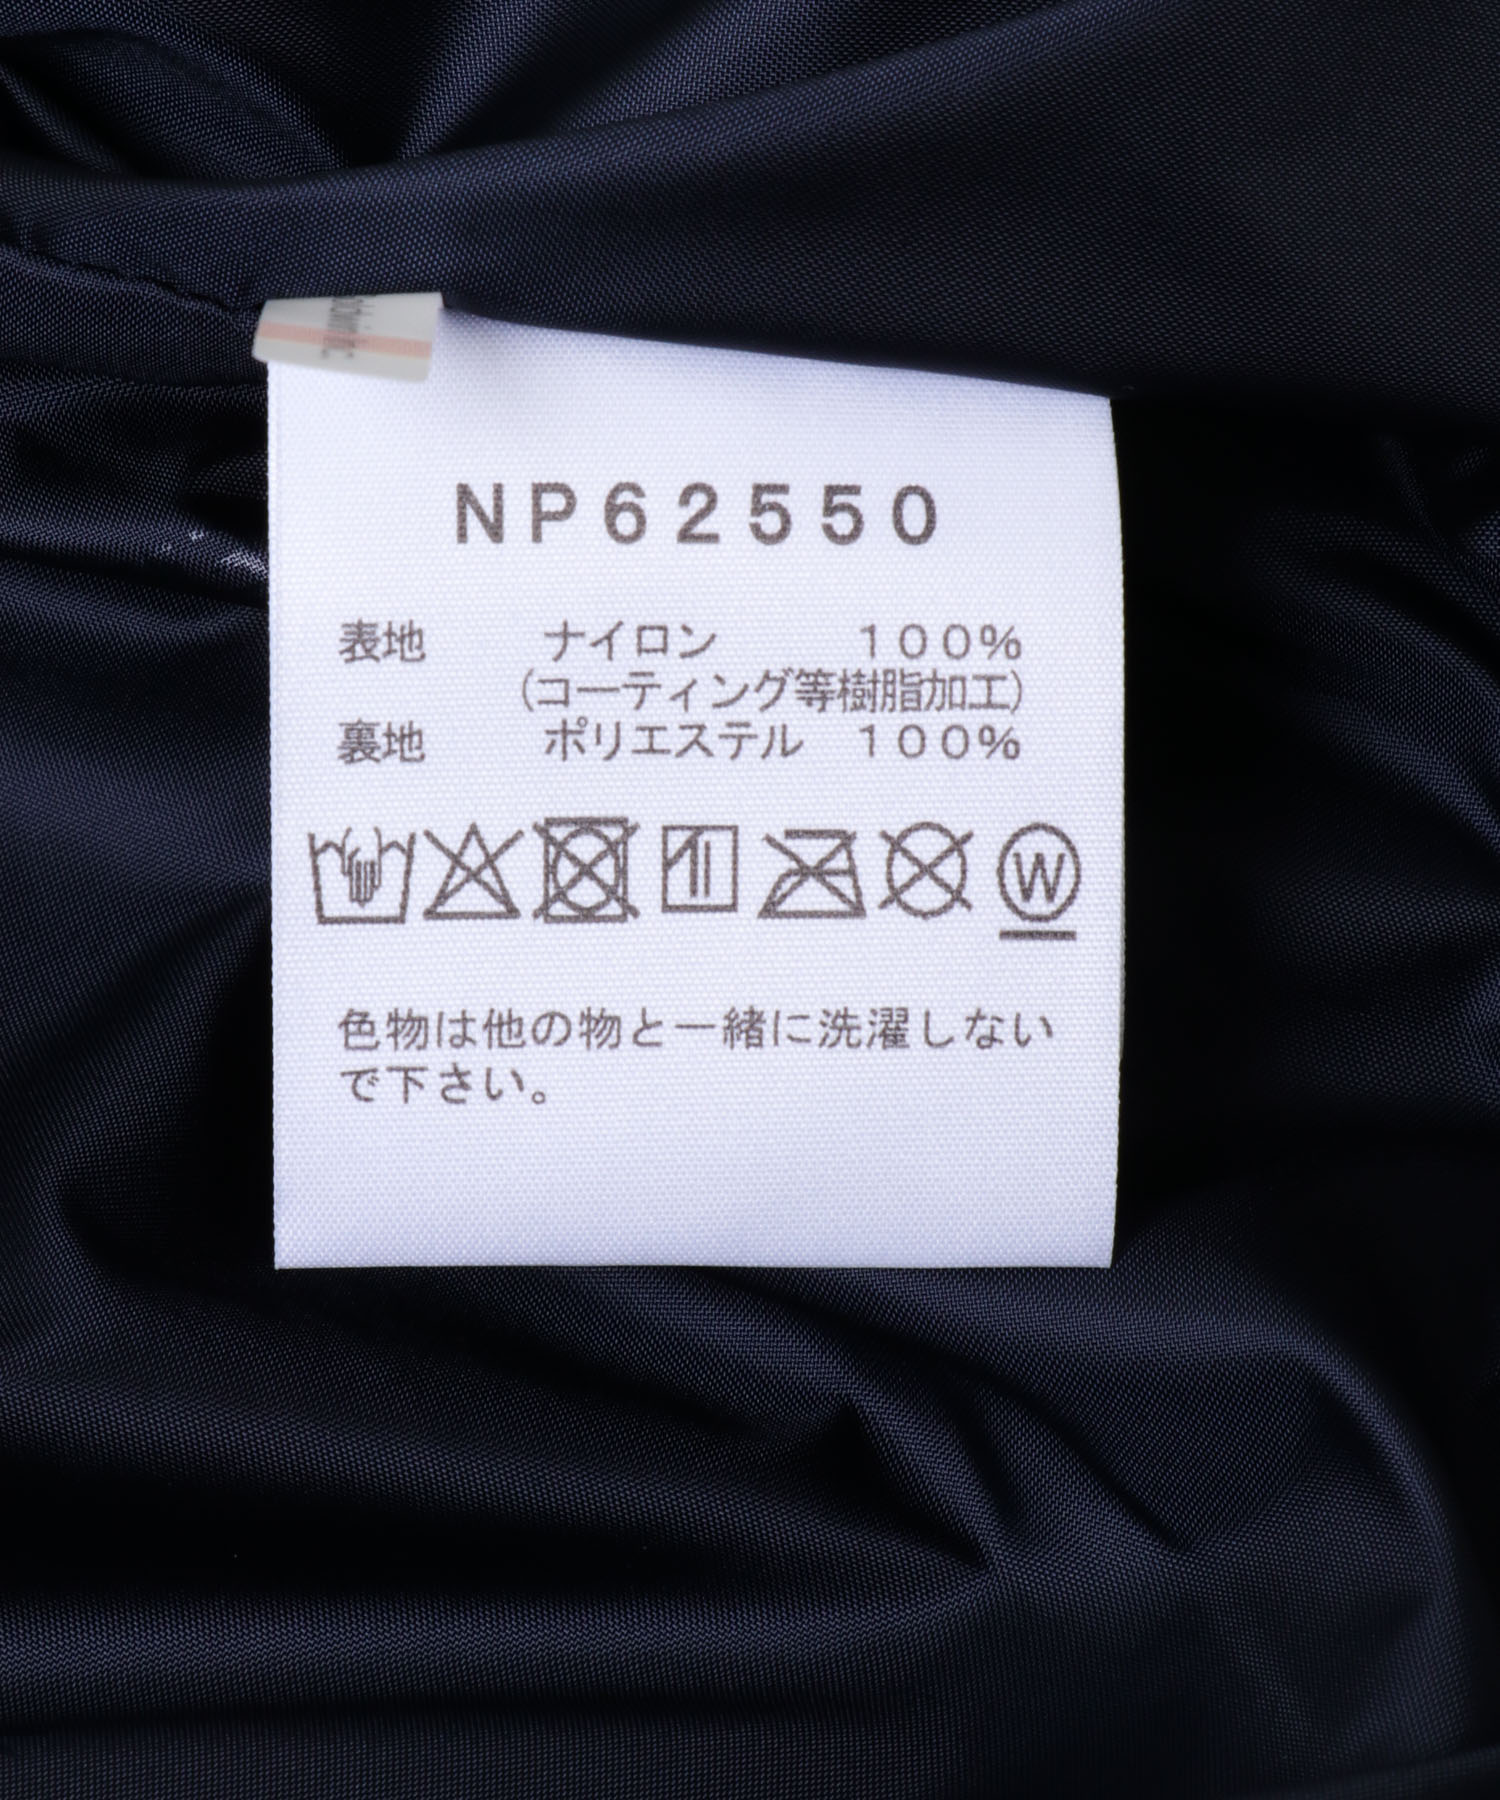 NP62550
表地 ナイロン 100%
(コーティング等樹脂加工)
裏地 ポリエステル 100%
W
色物は他の物と一緒に洗濯しない
で下さい。